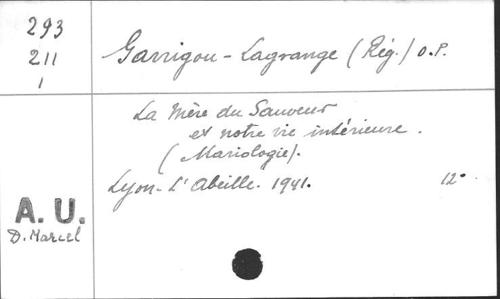 293
211
1
Garrigou-Lagrange (Rég.) O.P.
La Mère du Sauveur
et notre vie intérieure.
(Mariologie).
Lyon-L'Abeille. 1941. 12°
A. U.
D. Marcel